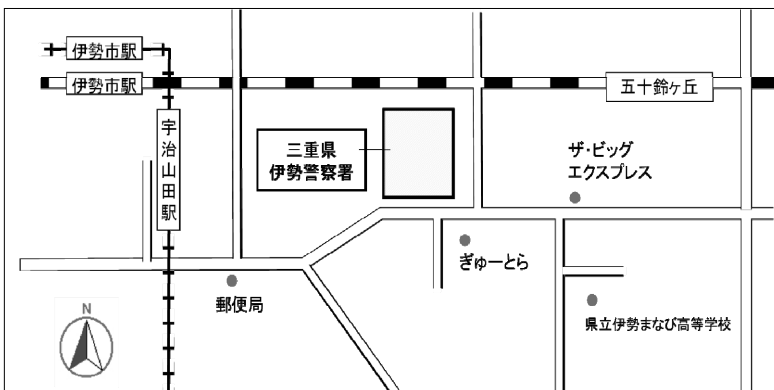 伊勢市駅
伊勢市駅
五十鈴ヶ丘
宇治山田駅
三重県
伊勢警察署
ザ・ビッグ
エクスプレス
ぎゅーとら
郵便局
県立伊勢まなび高等学校
N